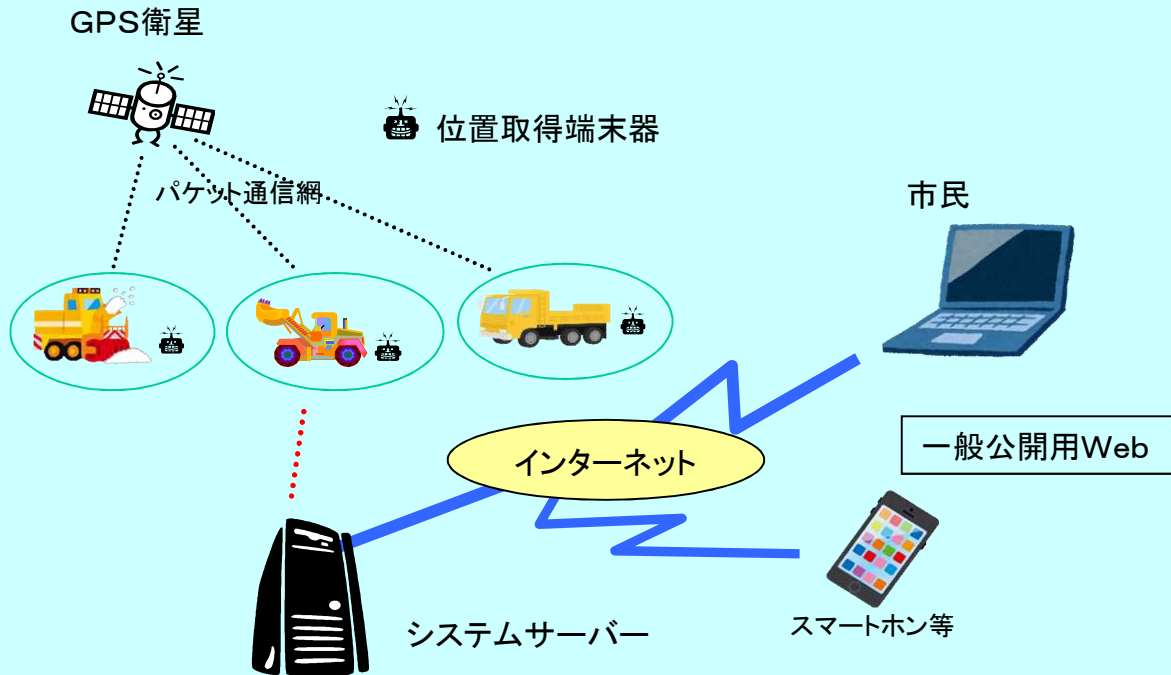 GPS衛星
位置取得端末器
パケット通信網
市民
インターネット
一般公開用Web
システムサーバー
スマートホン等